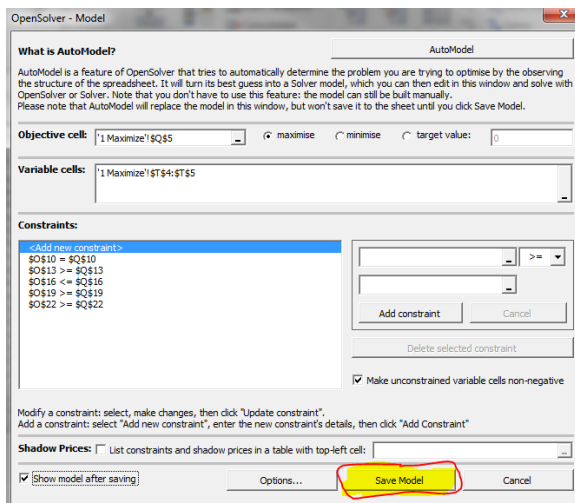 OpenSolver - Model
What is AutoModel?
AutoModel
AutoModel is a feature of OpenSolver that tries to automatically determine the problem you are trying to optimise by the observing
the structure of the spreadsheet. It will turn its best guess into a Solver model, which you can then edit in this window and solve with
OpenSolver or Solver. Note that you don't have to use this feature: the model can still be built manually.
Please note that AutoModel will replace the model in this window, but won't save it to the sheet until you click Save Model.
Objective cell: '1 Maximize'!$Q$5 _ maximise minimise target value: 0
Variable cells: '1 Maximize'!$T$4:$T$5
_
Constraints:
<Add new constraint>
$O$10 = $Q$10
$O$13 >= $Q$13
$O$16 <= $Q$16
$O$19 >= $Q$19
$O$22 >= $Q$22
_ >=
_
Add constraint Cancel
Delete selected constraint
Make unconstrained variable cells non-negative
Modify a constraint: select, make changes, then click "Update constraint".
Add a constraint: select "Add new constraint", enter the new constraint's details, then click "Add Constraint"
Shadow Prices: List constraints and shadow prices in a table with top-left cell: ...
Show model after saving Options... Save Model Cancel